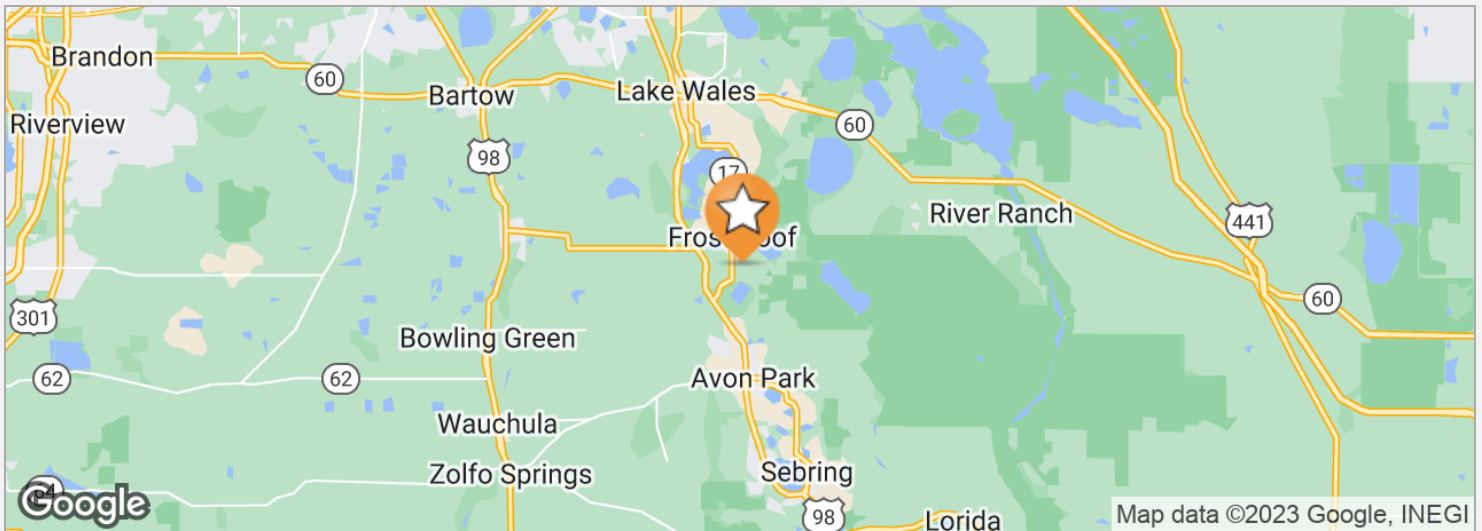 Brandon
60
Lake Wales
Bartow
60
Riverview
98
17
River Ranch
441
60
301
Bowling Green
62
62
Avon Park
Wauchula
Sebring
Zolfo Springs
98
Lorida
Google
Map data ©2023 Google, INEGI